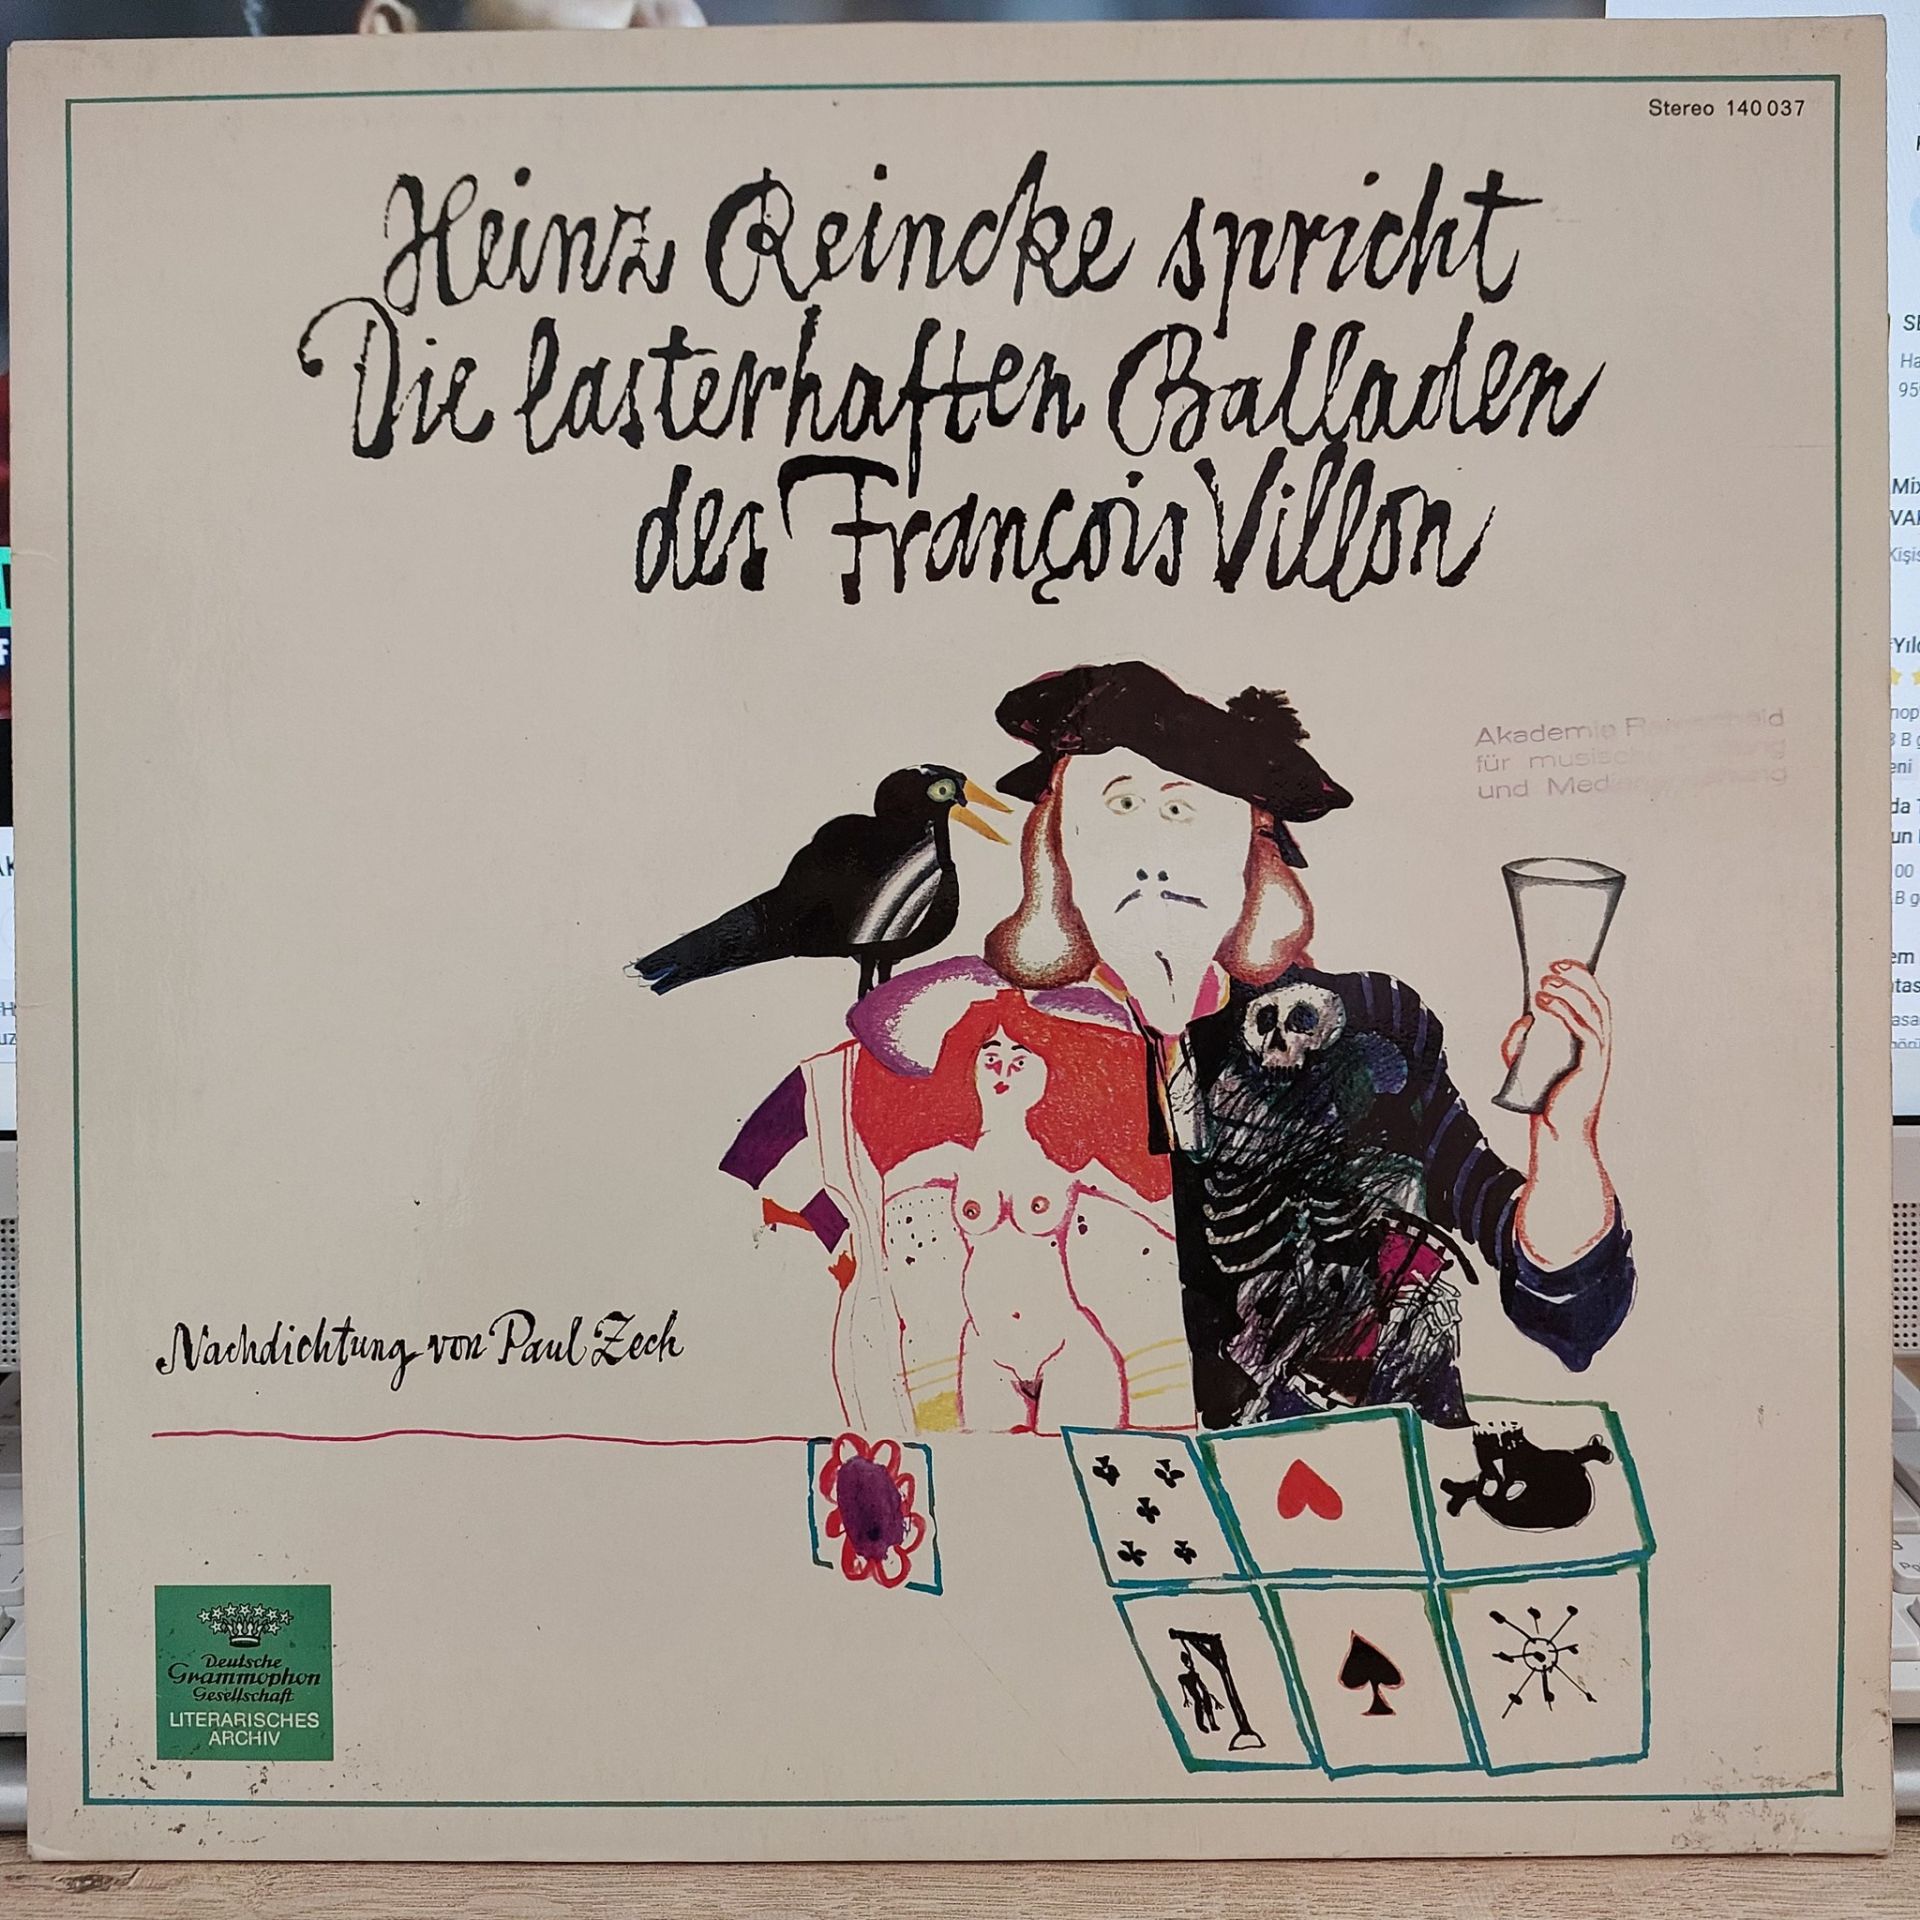 Stereo 140 037
Heinz Reincke spricht
Die lasterhaften Balladen
des François Villon
Akademie
für
und
Nachdichtung von Paul Zech
Deutsche
Grammophon
Gesellschaft
LITERARISCHES
ARCHIV